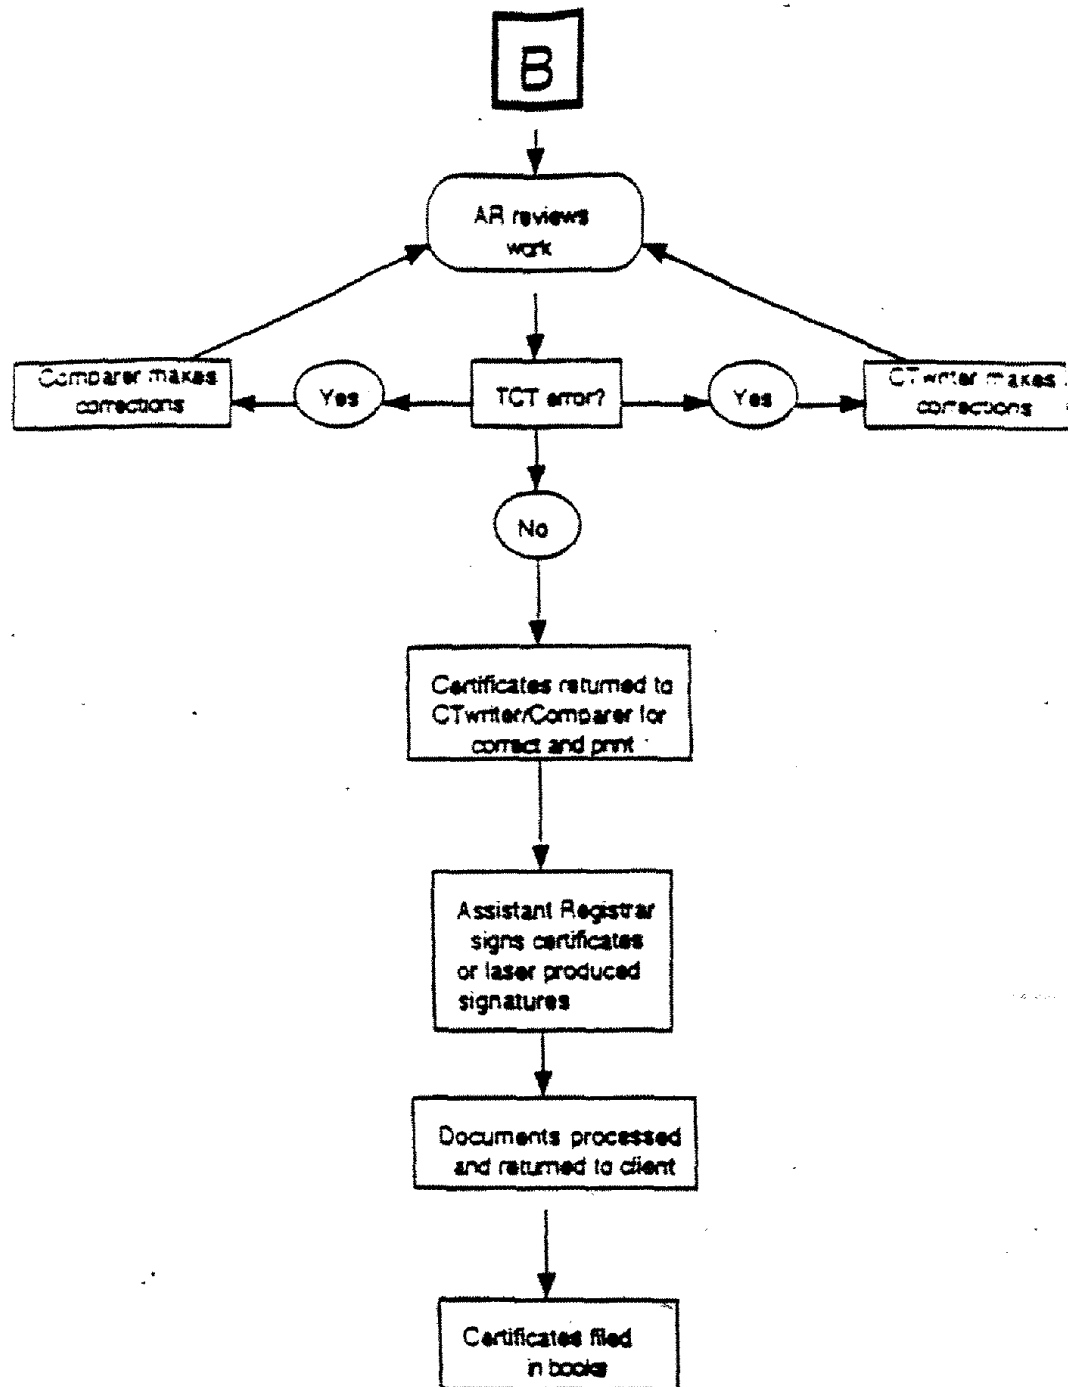 B
AR reviews
work
Comparer makes
corrections
Yes
TCT error?
Yes
CTwriter makes
corrections
No
Certificates returned to
CTwriter/Comparer for
correct and print
Assistant Registrar
signs certificates
or laser produced
signatures
Documents processed
and returned to client
Certificates filed
in books